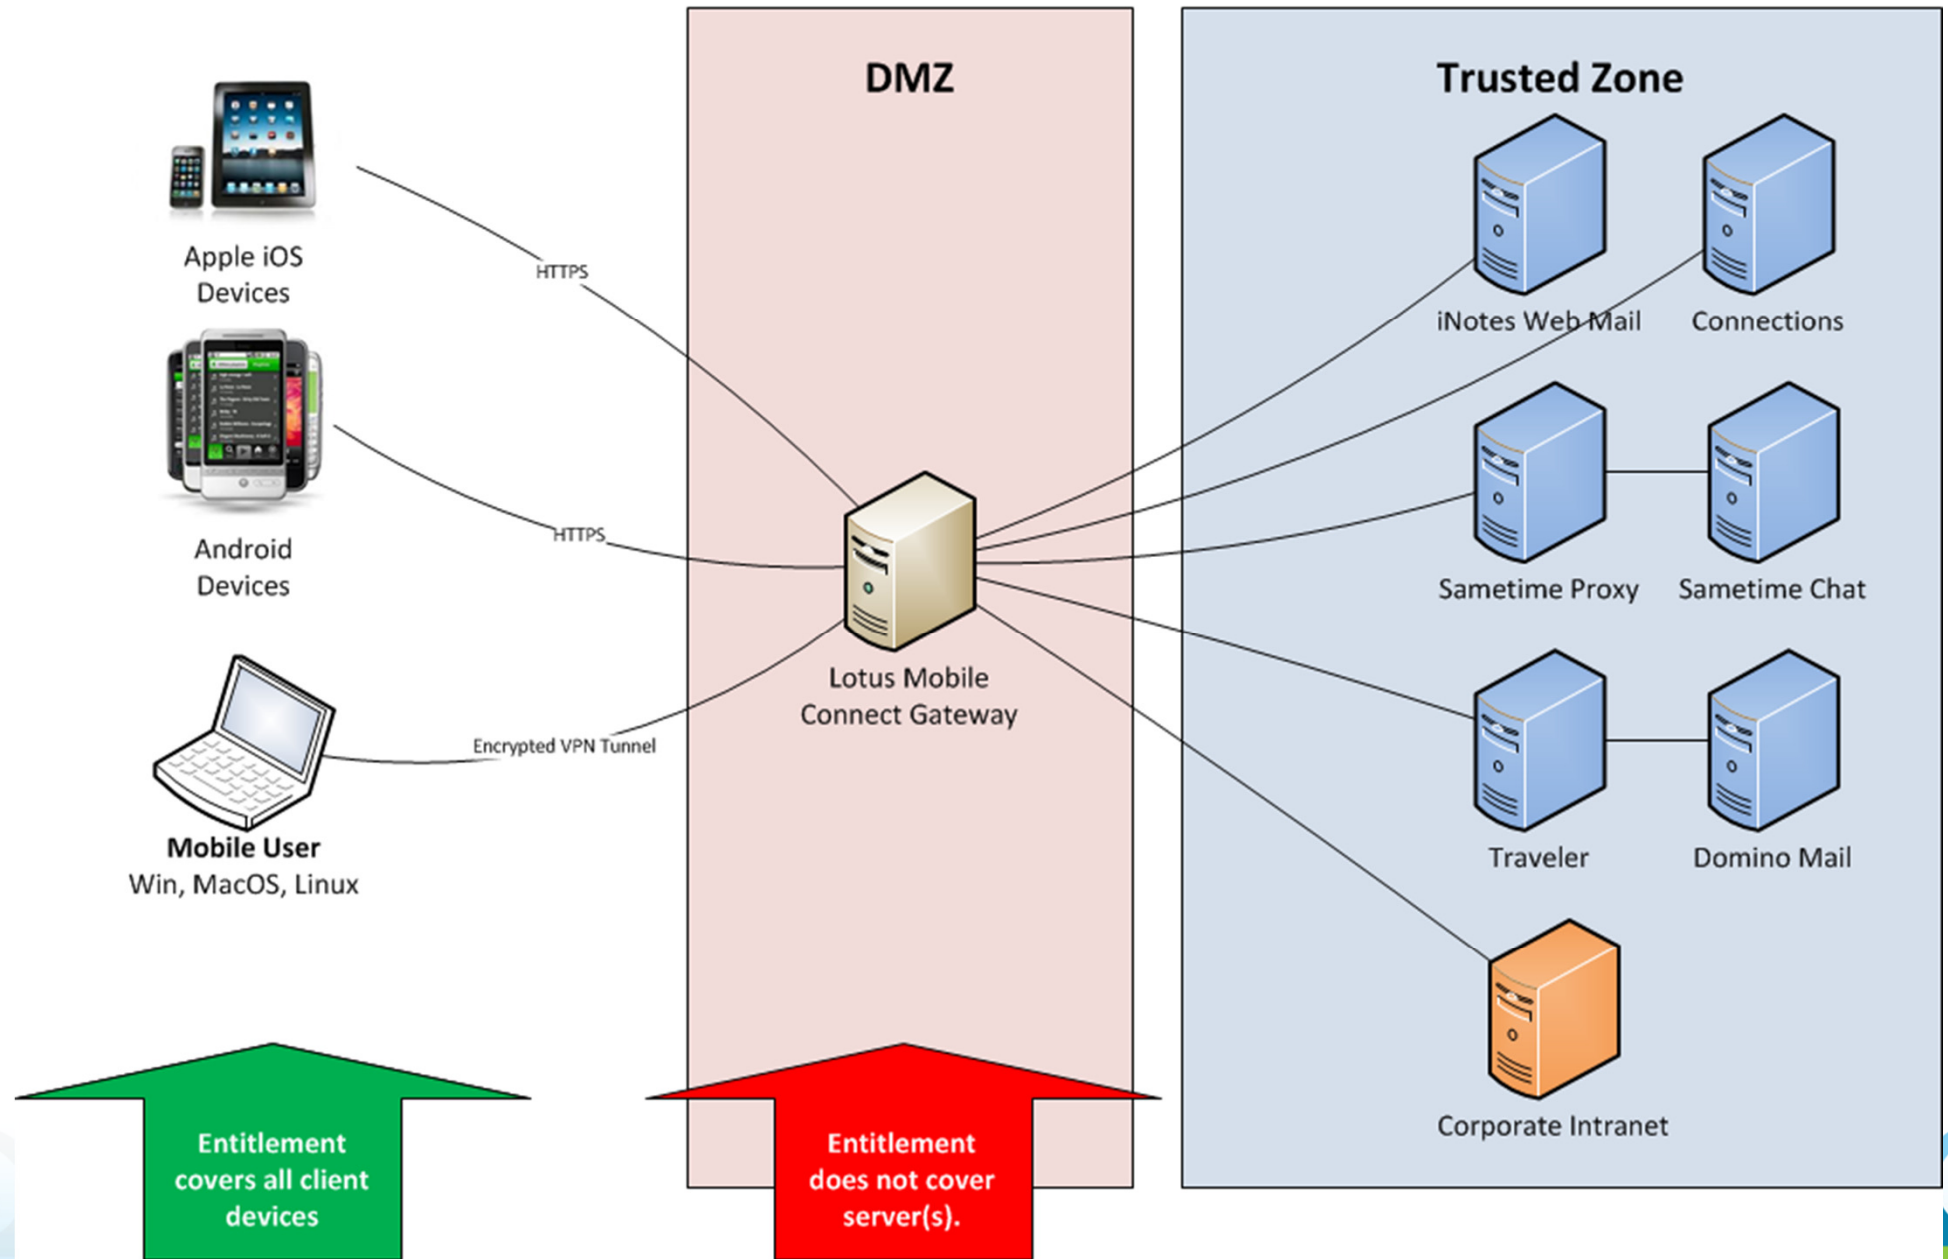 DMZ
Trusted Zone
Apple iOS
Devices
HTTPS
iNotes Web Mail
Connections
Android
Devices
HTTPS
Sametime Proxy
Sametime Chat
Lotus Mobile
Connect Gateway
Encrypted VPN Tunnel
Mobile User
Win, MacOS, Linux
Traveler
Domino Mail
Corporate Intranet
Entitlement
covers all client
devices
Entitlement
does not cover
server(s).